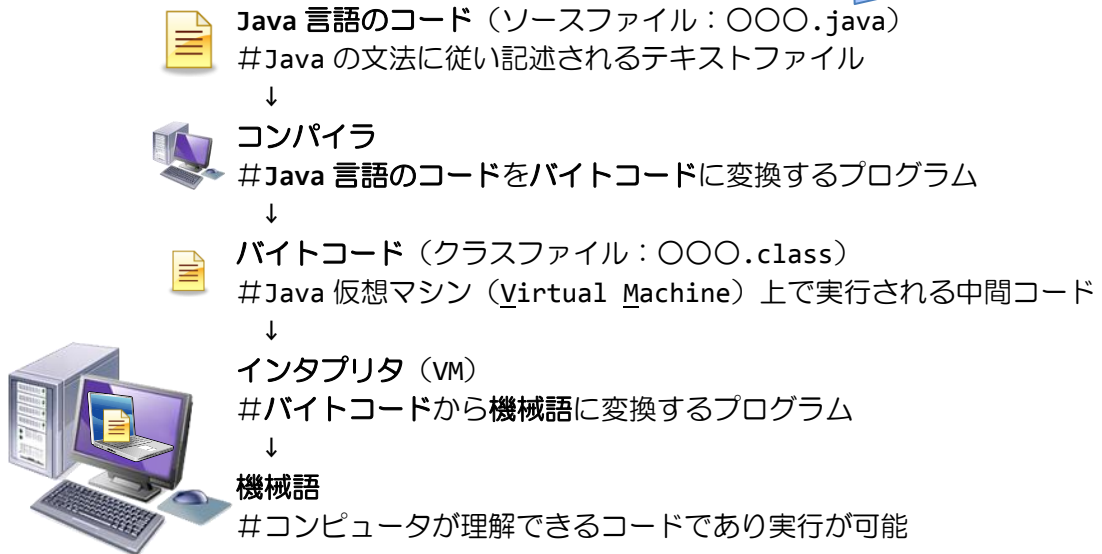 Java 言語のコード（ソースファイル：〇〇〇.java）
＃Java の文法に従い記述されるテキストファイル
↓
コンパイラ
＃Java 言語のコードをバイトコードに変換するプログラム
↓
バイトコード（クラスファイル：〇〇〇.class）
＃Java 仮想マシン（Virtual Machine）上で実行される中間コード
↓
インタプリタ（VM）
＃バイトコードから機械語に変換するプログラム
↓
機械語
＃コンピュータが理解できるコードであり実行が可能